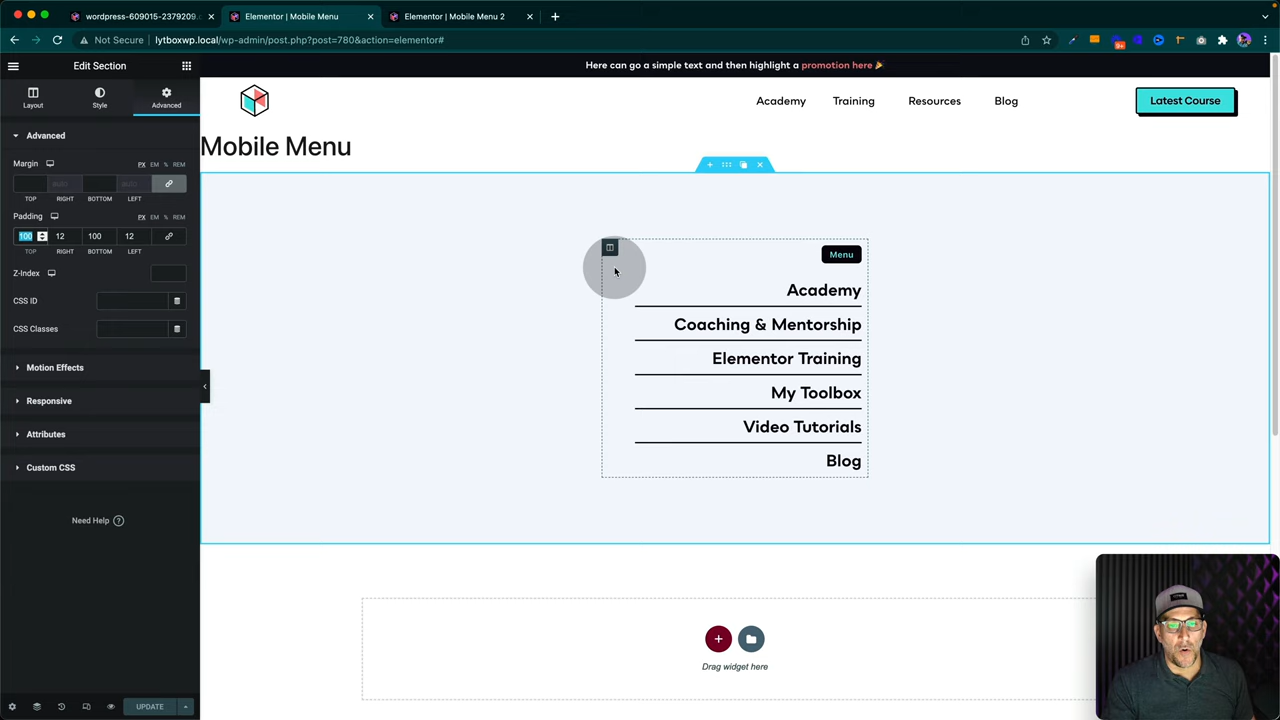 wordpress-609015-2379209.c
Elementor | Mobile Menu
Elementor | Mobile Menu 2
Not Secure
lytboxwp.local/wp-admin/post.php?post=780&action=elementor#
Edit Section
Here can go a simple text and then highlight a promotion here 🎉
Layout
Style
Advanced
Academy
Training
Resources
Blog
Latest Course
Mobile Menu
Advanced
Margin
PX EM % REM
auto
auto
TOP RIGHT BOTTOM LEFT
Padding
PX EM % REM
100 12 100 12
TOP RIGHT BOTTOM LEFT
Z-Index
CSS ID
CSS Classes
Motion Effects
Responsive
Attributes
Custom CSS
Need Help ?
Menu
Academy
Coaching & Mentorship
Elementor Training
My Toolbox
Video Tutorials
Blog
Drag widget here
UPDATE